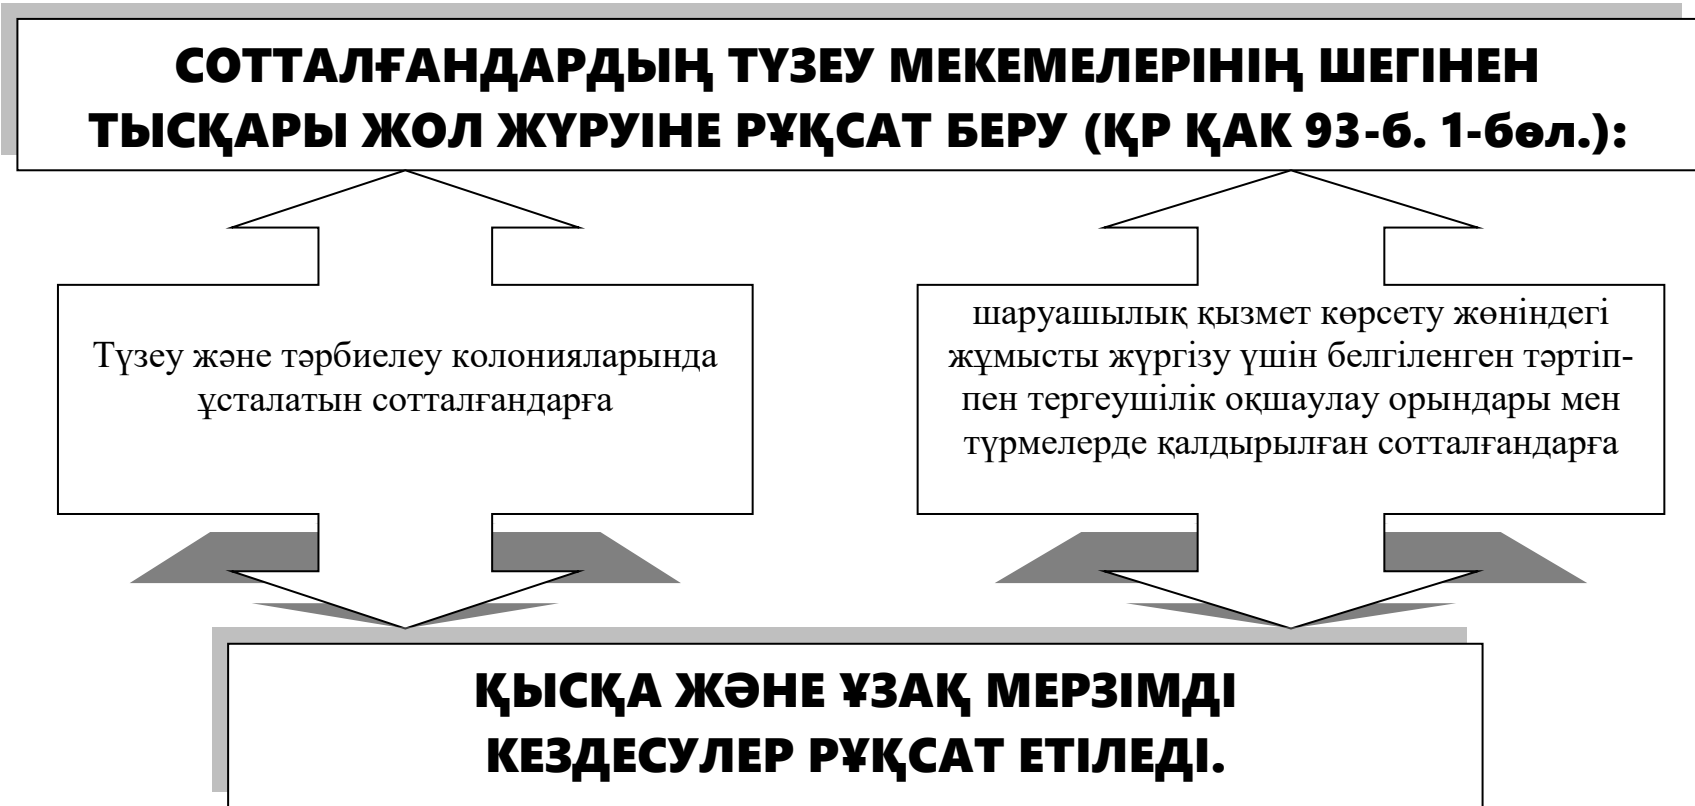 СОТТАЛҒАНДАРДЫҢ ТҮЗЕУ МЕКЕМЕЛЕРІНІҢ ШЕГІНЕН
ТЫСҚАРЫ ЖОЛ ЖҮРУІНЕ РҰҚСАТ БЕРУ (ҚР ҚАК 93-б. 1-бөл.):
Түзеу және тәрбиелеу колонияларында
ұсталатын сотталғандарға
шаруашылық қызмет көрсету жөніндегі
жұмысты жүргізу үшін белгіленген тәртіп-
пен тергеушілік оқшаулау орындары мен
түрмелерде қалдырылған сотталғандарға
ҚЫСҚА ЖӘНЕ ҰЗАҚ МЕРЗІМДІ
КЕЗДЕСУЛЕР РҰҚСАТ ЕТІЛЕДІ.